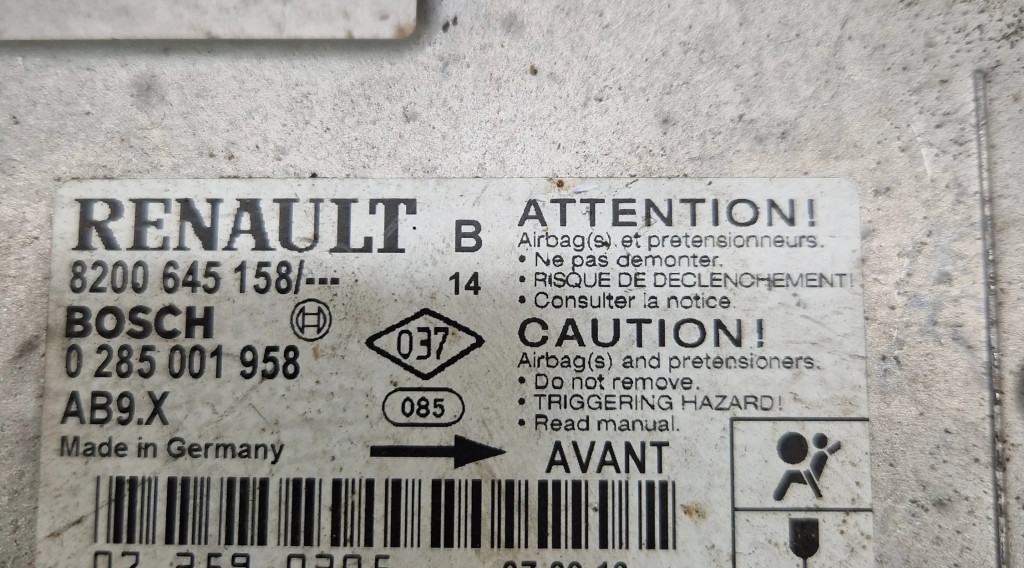 RENAULT B
8200 645 158/--- 14
BOSCH
0 285 001 958
037
AB9.X
085
Made in Germany
AVANT
ATTENTION!
Airbag(s) et pretensionneurs.
• Ne pas demonter.
• RISQUE DE DECLENCHEMENT!
• Consulter la notice.
CAUTION!
Airbag(s) and pretensioners.
• Do not remove.
• TRIGGERING HAZARD!
• Read manual.